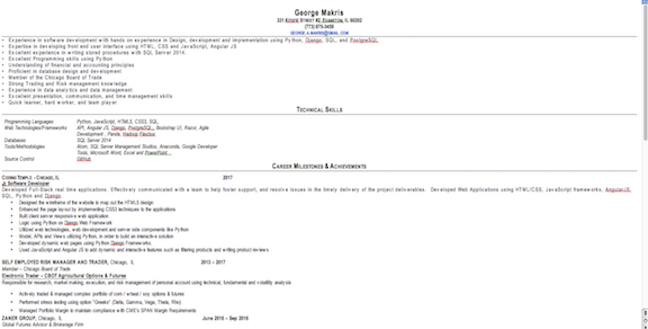 George Makris
(773) 875-3458
GEORGE.A.MAKRIS@GMAIL.COM
• Experience in software development with hands on experience in Design, development and implementation using Python, Django, SQL, and PostgreSQL.
• Expertise in developing front end user interface using HTML, CSS and JavaScript, Angular JS
• Excellent experience in writing stored procedures with SQL Server 2014.
• Excellent Programming skills using Python
• Understanding of financial and accounting principles
• Proficient in database design and development
• Member of the Chicago Board of Trade
• Strong Trading and Risk management knowledge
• Experience in data analytics and data management
• Excellent presentation, communication, and time management skills
• Quick learner, hard worker, and team player
TECHNICAL SKILLS
Programming Languages Python, JavaScript, HTML5, CSS3, SQL,
Web Technologies/Frameworks API, Angular JS, Django, PostgreSQL, Bootstrap UI, Razor, Agile
Development, Panda, Hadoop
Databases SQL Server 2014
Tools/Methodologies Atom, SQL Server Management Studios, Anaconda, Google Developer
Tools, Microsoft Word, Excel and PowerPoint
Source Control GitHub
CAREER MILESTONES & ACHIEVEMENTS
CODING TEMPLE - CHICAGO, IL 2017
Jr. Software Developer
Developed Full-Stack real time applications. Effectively communicated with a team to help foster support, and resolve issues in the timely delivery of the project deliverables. Developed Web Applications using HTML/CSS, JavaScript frameworks, AngularJS,
SQL, Python and Django.
• Designed the wireframe of the website to map out the HTML5 design
• Enhanced the page layout by implementing CSS3 techniques to the applications
• Built client server responsive web application
• Logic using Python on Django Web Framework
• Utilized web technologies, web development and server side components like Python
• Model, APIs and Views utilizing Python, in order to build an interactive solution
• Developed dynamic web pages using Python Django Frameworks.
• Used JavaScript and Angular JS to add dynamic and interactive features such as filtering products and writing product reviews
SELF EMPLOYED RISK MANAGER AND TRADER, Chicago, IL 2013 – 2017
Member – Chicago Board of Trade
Electronic Trader – CBOT Agricultural Options & Futures
Responsible for research, market making, execution, and risk management of personal account using technical, fundamental and volatility analysis
• Actively traded & managed complex portfolio of corn / wheat / soy options & futures
• Performed stress testing using option "Greeks" (Delta, Gamma, Vega, Theta, Rho).
• Managed Portfolio Margin to maintain compliance with CME's SPAN Margin Requirements
ZANER GROUP, Chicago, IL June 2016 – Sep 2016
Global Futures Advisor & Brokerage Firm